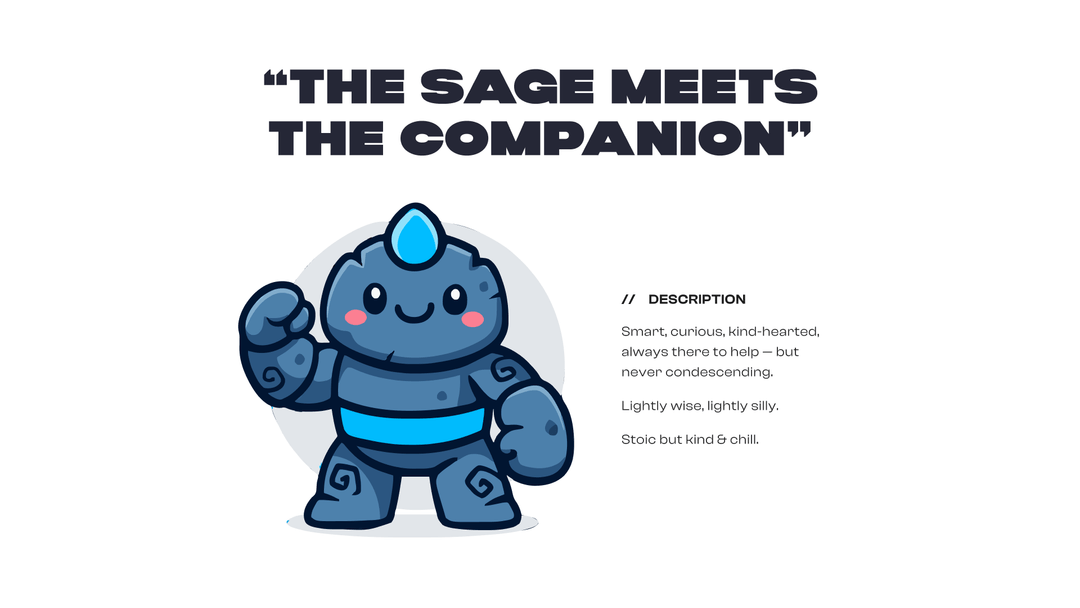 “THE SAGE MEETS
THE COMPANION”
// DESCRIPTION
Smart, curious, kind-hearted,
always there to help — but
never condescending.
Lightly wise, lightly silly.
Stoic but kind & chill.